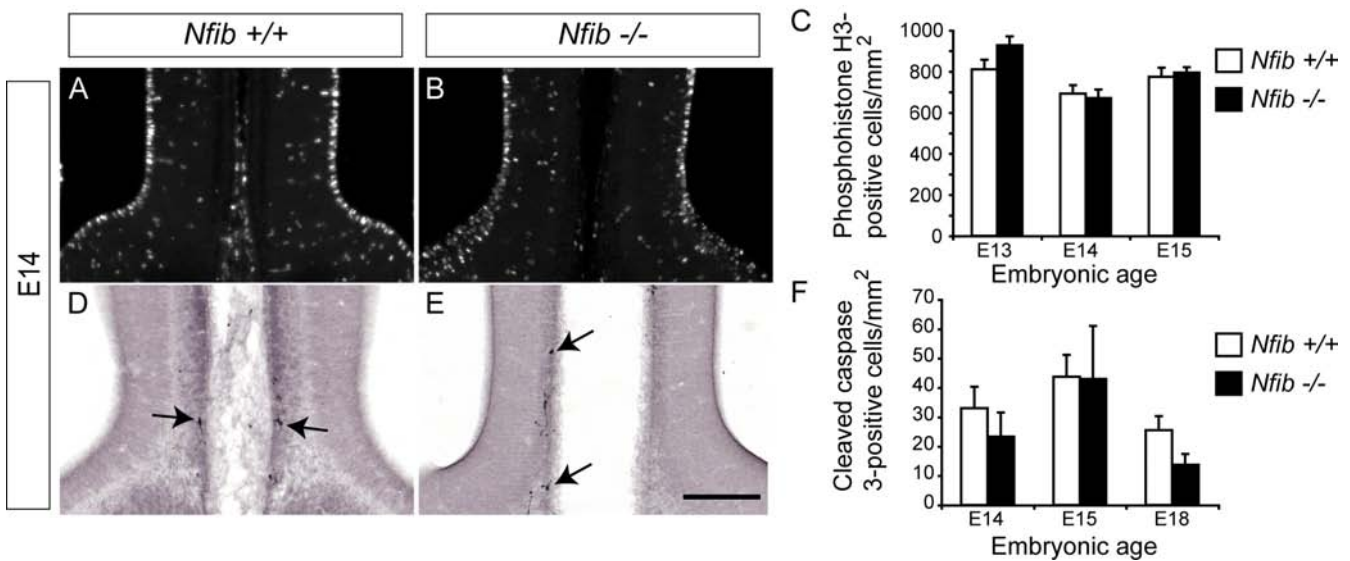 Nfib +/+
Nfib -/-
E14
A
B
D
E
C
Phosphohistone H3-
positive cells/mm2
1000
800
600
400
200
0
E13
E14
E15
Embryonic age
Nfib +/+
Nfib -/-
F
Cleaved caspase
3-positive cells/mm2
70
60
50
40
30
20
10
0
E14
E15
E18
Embryonic age
Nfib +/+
Nfib -/-